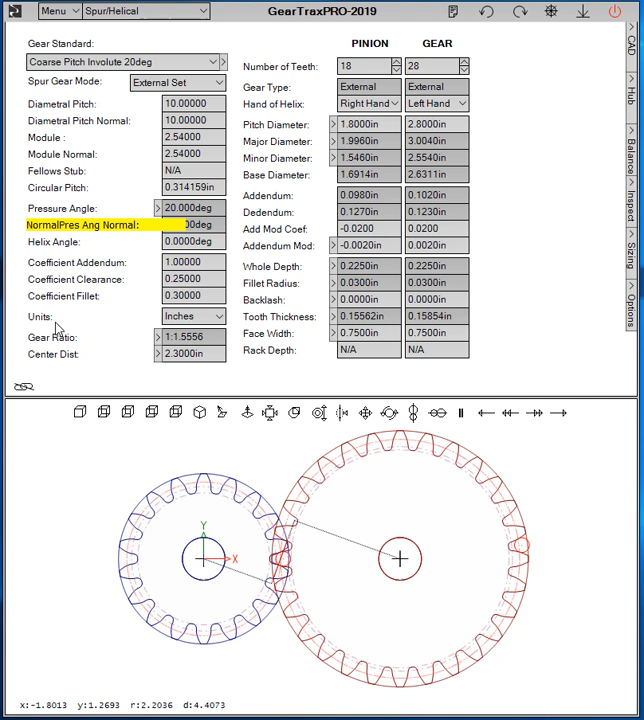 Menu Spur/Helical GearTraxPRO-2019
Gear Standard:
Coarse Pitch Involute 20deg
Spur Gear Mode: External Set
Diametral Pitch: 10.00000
Diametral Pitch Normal: 10.00000
Module : 2.54000
Module Normal: 2.54000
Fellows Stub: N/A
Circular Pitch: 0.314159in
Pressure Angle: 20.000deg
NormalPres Ang Normal: 00deg
Helix Angle: 0.0000deg
Coefficient Addendum: 1.00000
Coefficient Clearance: 0.25000
Coefficient Fillet: 0.30000
Units: Inches
Gear Ratio: 1:1.5556
Center Dist: 2.3000in
PINION GEAR
Number of Teeth: 18 28
Gear Type: External External
Hand of Helix: Right Hand Left Hand
Pitch Diameter: 1.8000in 2.8000in
Major Diameter: 1.9960in 3.0040in
Minor Diameter: 1.5460in 2.5540in
Base Diameter: 1.6914in 2.6311in
Addendum: 0.0980in 0.1020in
Dedendum: 0.1270in 0.1230in
Add Mod Coef: -0.0200 0.0200
Addendum Mod: -0.0020in 0.0020in
Whole Depth: 0.2250in 0.2250in
Fillet Radius: 0.0300in 0.0300in
Backlash: 0.0000in 0.0000in
Tooth Thickness: 0.15562in 0.15854in
Face Width: 0.7500in 0.7500in
Rack Depth: N/A N/A
CAD
Hub
Balance
Inspect
Sizing
Options
Y
X
x:-1.8013 y:1.2693 r:2.2036 d:4.4073